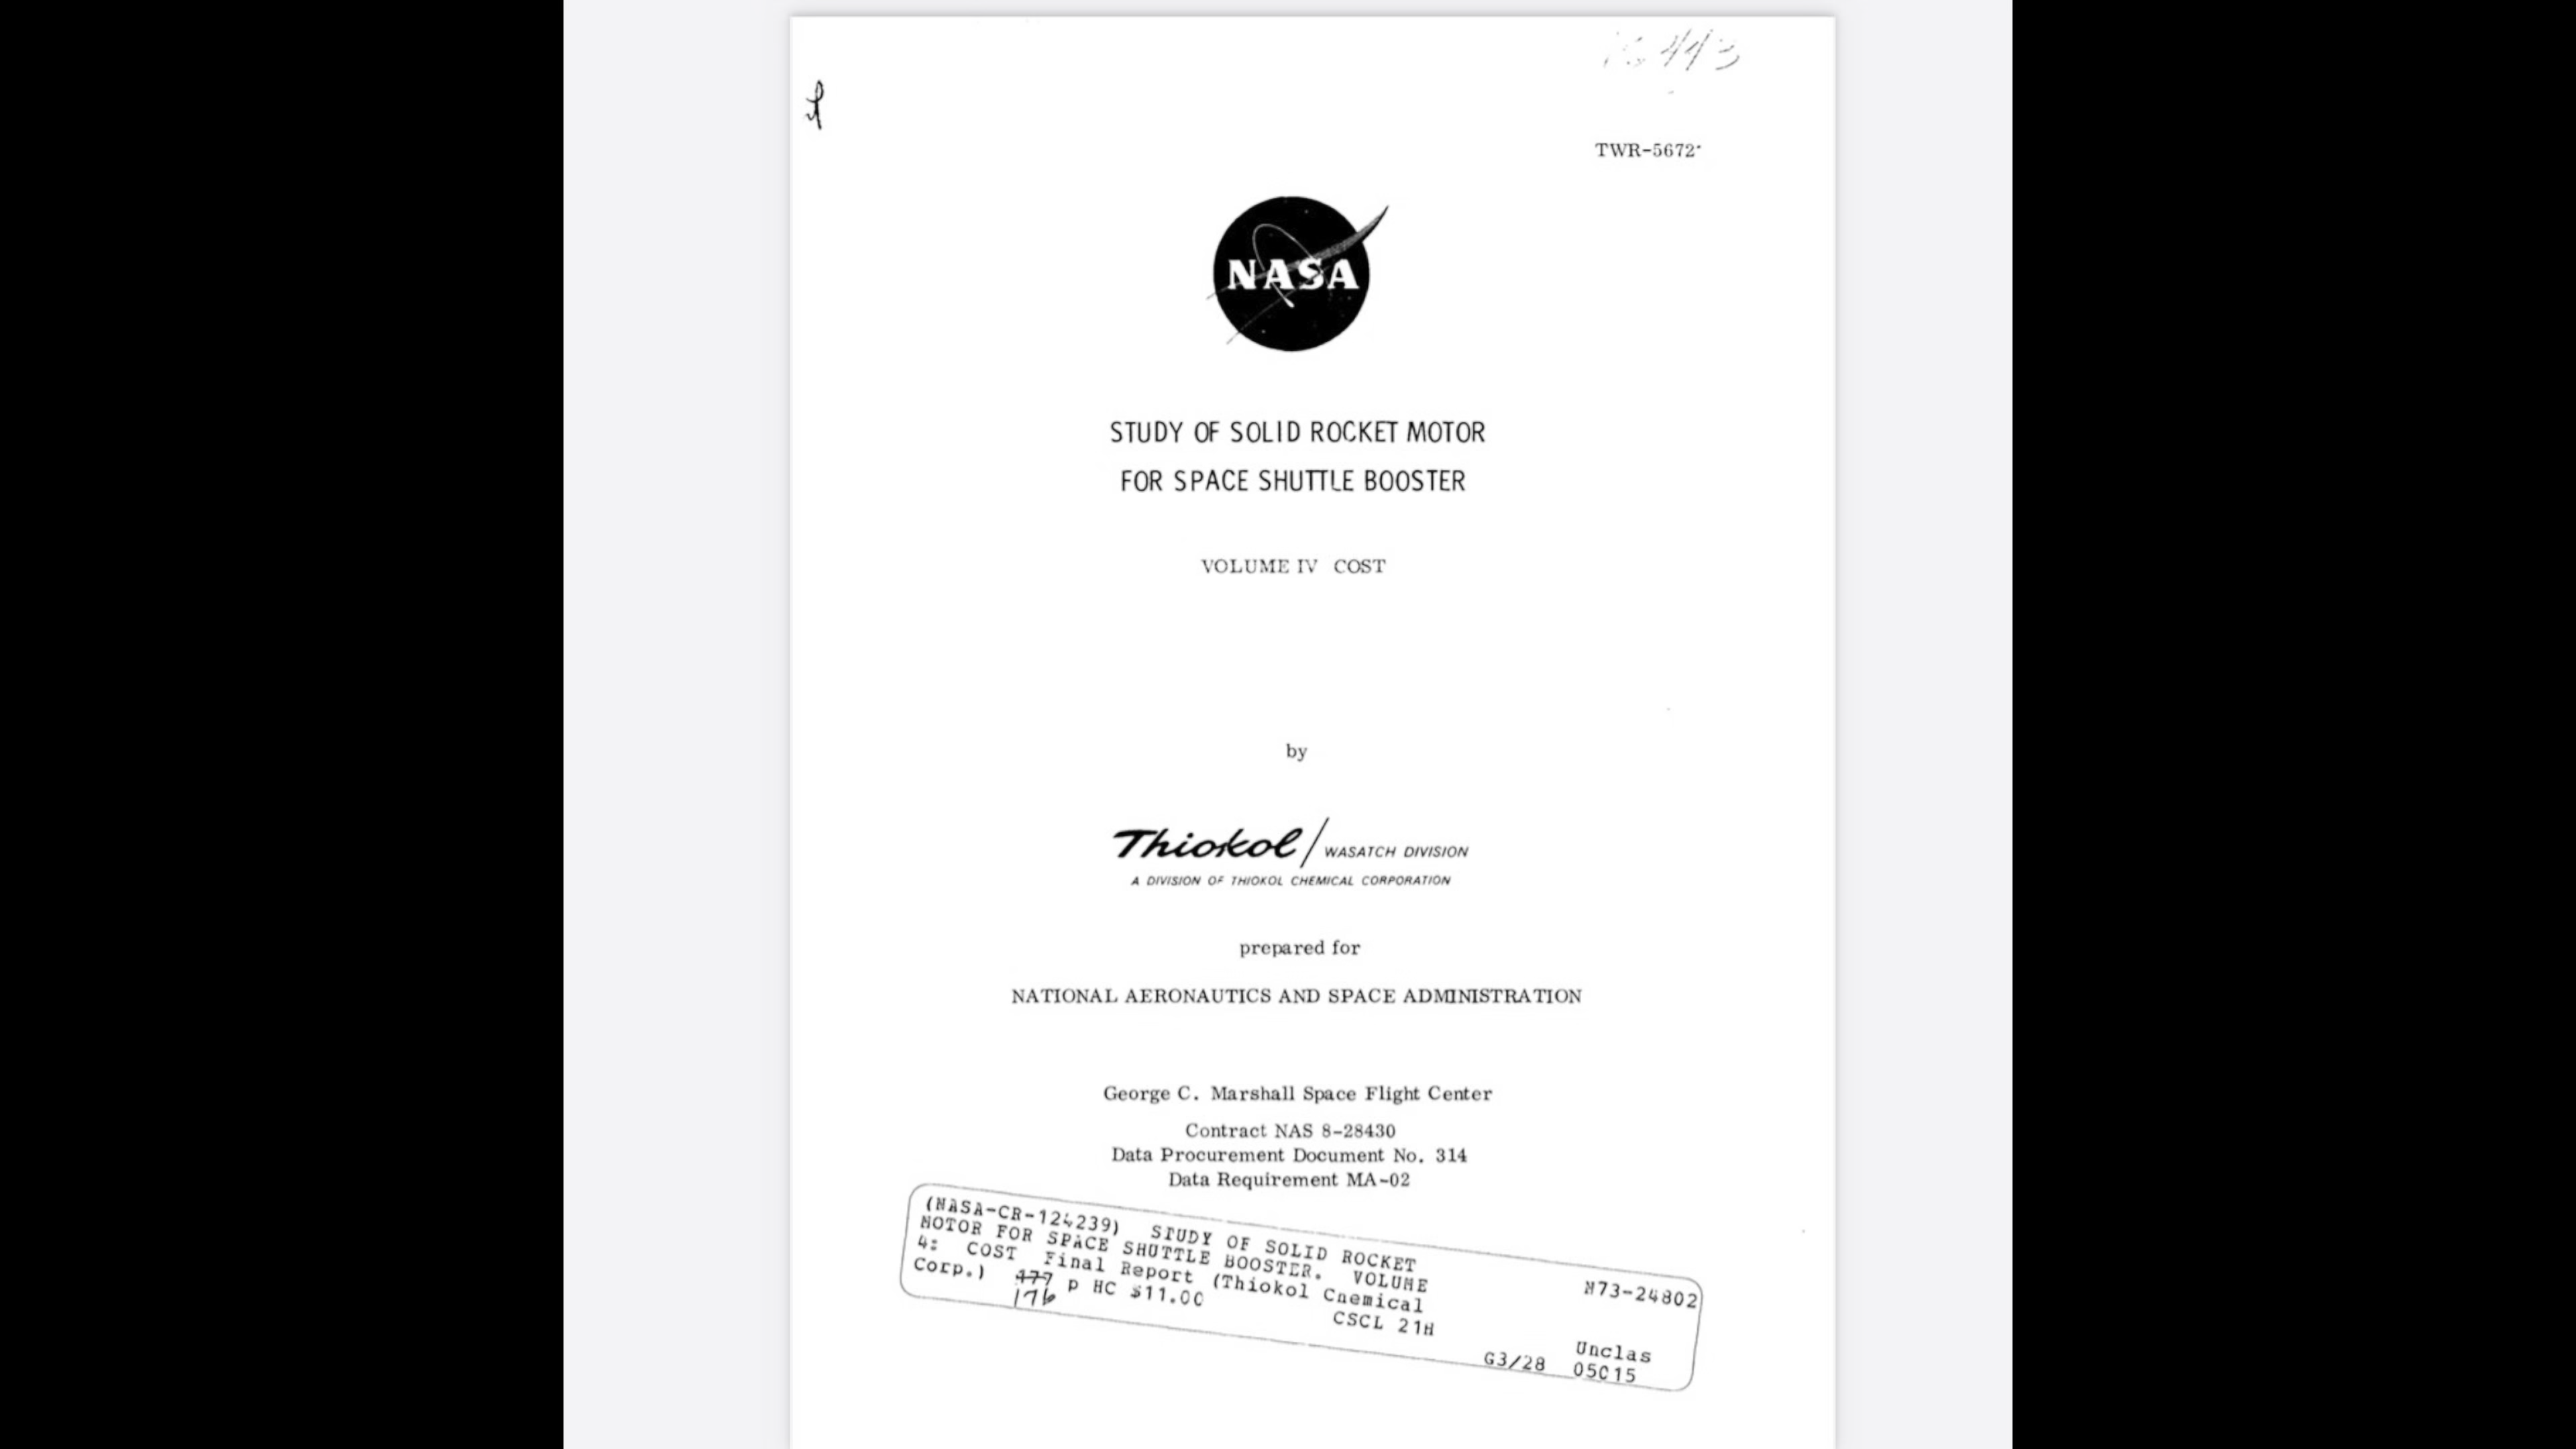 TWR-5672
NASA
STUDY OF SOLID ROCKET MOTOR
FOR SPACE SHUTTLE BOOSTER
VOLUME IV COST
by
Thiokol/ WASATCH DIVISION
A DIVISION OF THIOKOL CHEMICAL CORPORATION
prepared for
NATIONAL AERONAUTICS AND SPACE ADMINISTRATION
George C. Marshall Space Flight Center
Contract NAS 8-28430
Data Procurement Document No. 314
Data Requirement MA-02
(NASA-CR-124239) STUDY OF SOLID ROCKET
MOTOR FOR SPACE SHUTTLE BOOSTER. VOLUME
4: COST Final Report (Thiokol Chemical
Corp.) 177 p HC $11.00
176
CSCL 21H
N73-24802
Unclas
G3/28 05015